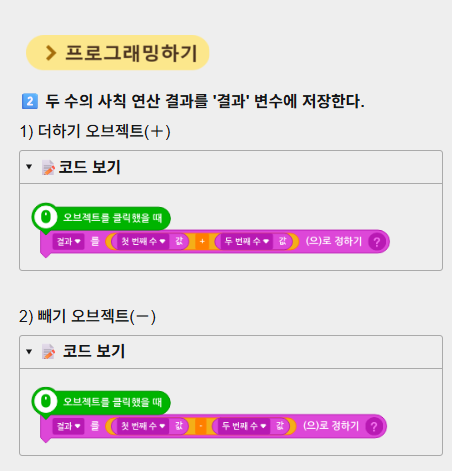 > 프로그래밍하기
2 두 수의 사칙 연산 결과를 '결과' 변수에 저장한다.
1) 더하기 오브젝트(+)
▼ 📝 코드 보기
오브젝트를 클릭했을 때
결과▼ 를 첫 번째 수▼ 값 + 두 번째 수▼ 값 (으)로 정하기 ?
2) 빼기 오브젝트(－)
▼ 📝 코드 보기
오브젝트를 클릭했을 때
결과▼ 를 첫 번째 수▼ 값 - 두 번째 수▼ 값 (으)로 정하기 ?